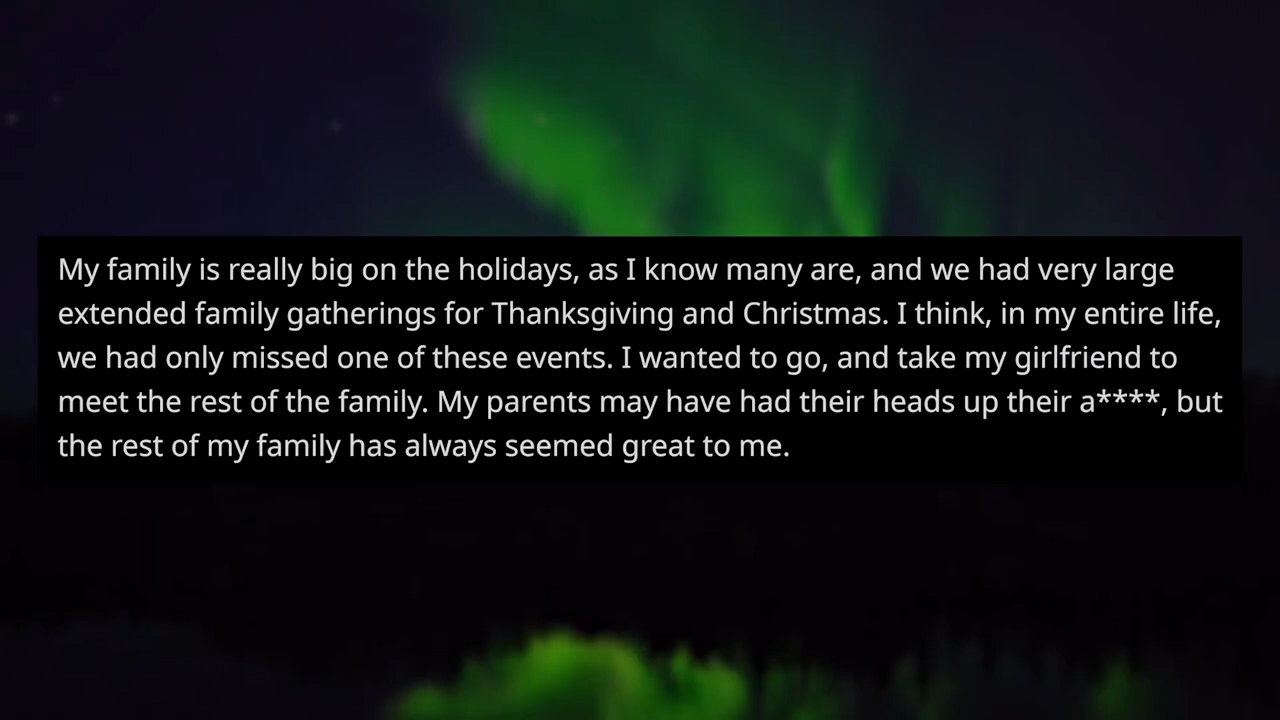 My family is really big on the holidays, as I know many are, and we had very large
extended family gatherings for Thanksgiving and Christmas. I think, in my entire life,
we had only missed one of these events. I wanted to go, and take my girlfriend to
meet the rest of the family. My parents may have had their heads up their a****, but
the rest of my family has always seemed great to me.